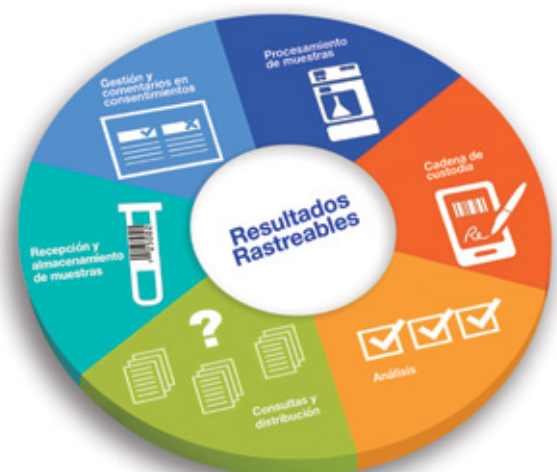 Gestión y
comentarios en
consentimientos
Procesamiento
de muestras
Cadena de
custodia
Re
Resultados
Rastreables
Recepción y
almacenamiento
de muestras
?
Consultas y
distribución
Análisis